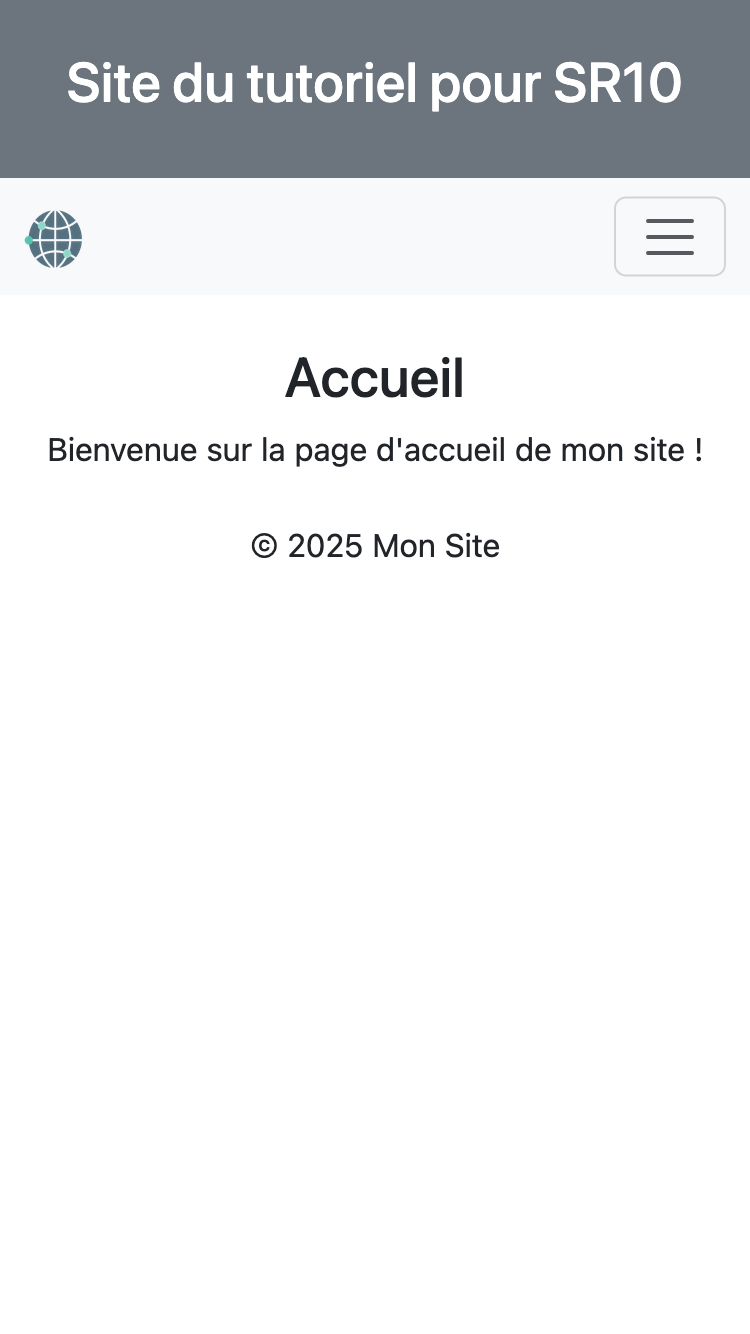 Site du tutoriel pour SR10
Accueil
Bienvenue sur la page d'accueil de mon site !
© 2025 Mon Site